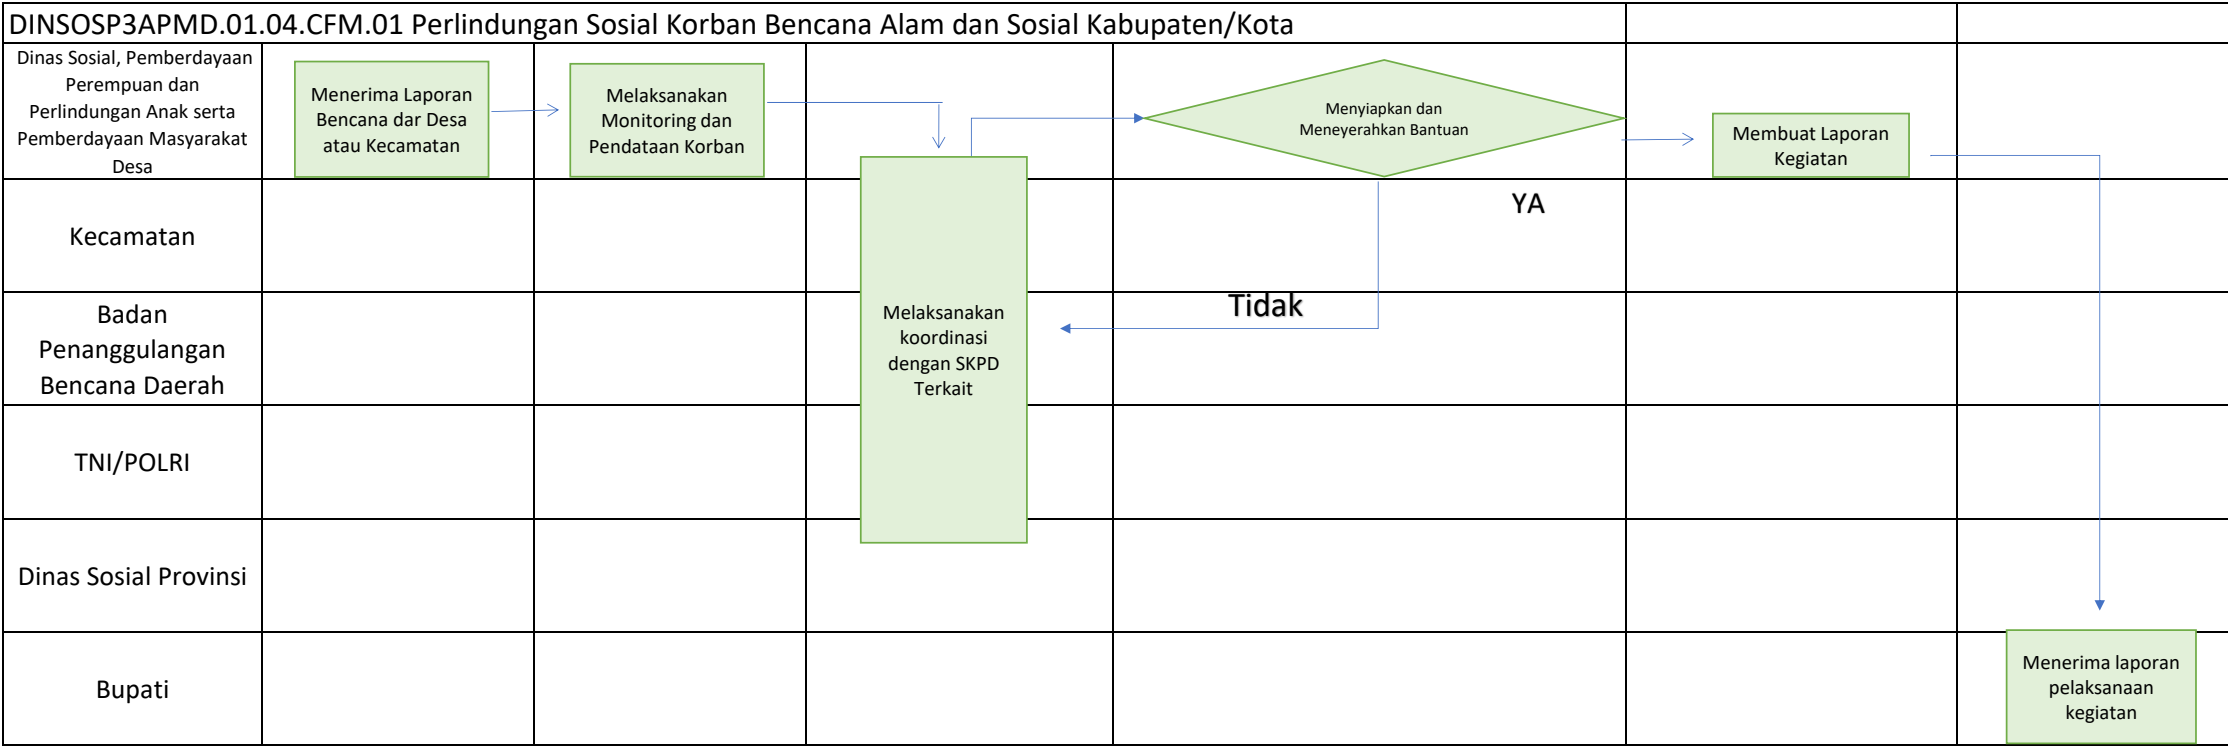 DINSOSP3APMD.01.04.CFM.01 Perlindungan Sosial Korban Bencana Alam dan Sosial Kabupaten/Kota
Dinas Sosial, Pemberdayaan
Perempuan dan
Perlindungan Anak serta
Pemberdayaan Masyarakat
Desa
Menerima Laporan
Bencana dar Desa
atau Kecamatan
Melaksanakan
Monitoring dan
Pendataan Korban
Menyiapkan dan
Meneyerahkan Bantuan
Membuat Laporan
Kegiatan
YA
Kecamatan
Badan
Penanggulangan
Bencana Daerah
Melaksanakan
koordinasi
dengan SKPD
Terkait
Tidak
TNI/POLRI
Dinas Sosial Provinsi
Bupati
Menerima laporan
pelaksanaan
kegiatan